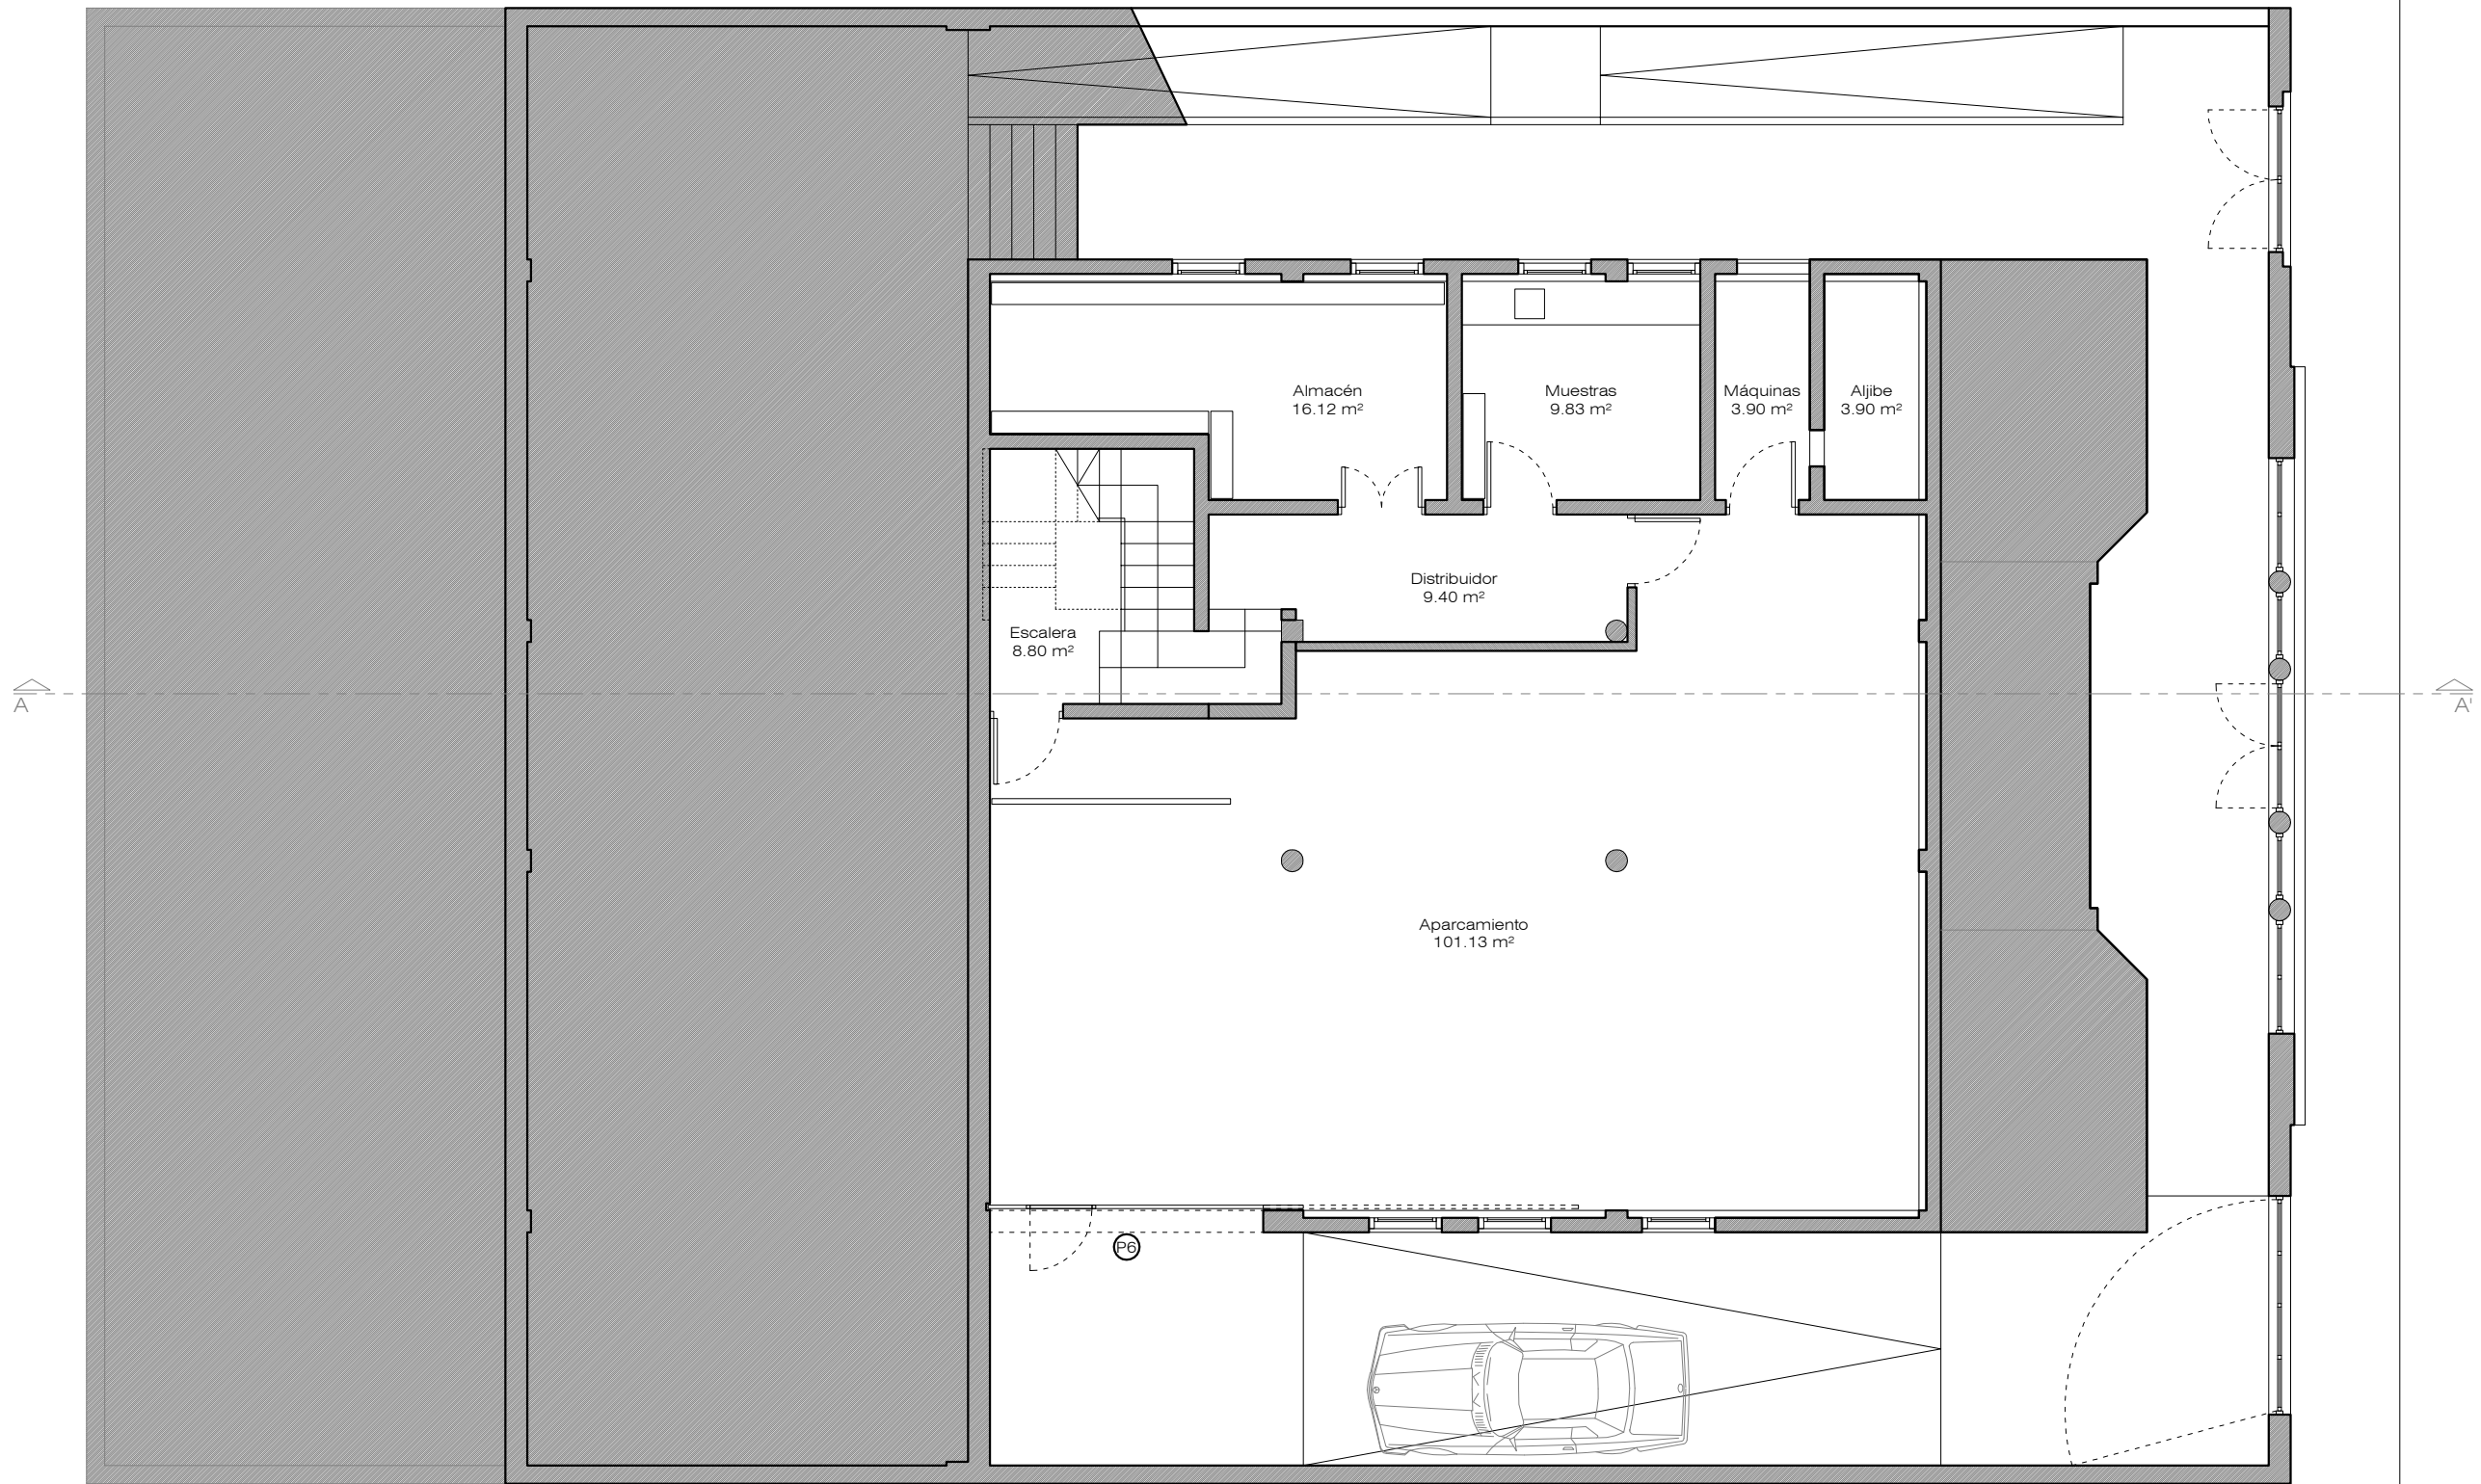 Almacén
16.12 m²
Muestras
9.83 m²
Máquinas
3.90 m²
Aljibe
3.90 m²
Distribuidor
9.40 m²
Escalera
8.80 m²
A
A'
Aparcamiento
101.13 m²
P6